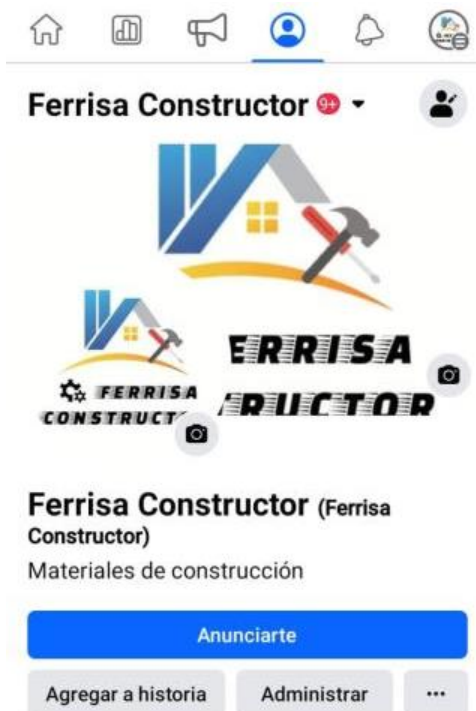 Ferrisa Constructor 9+
ERRISA
RUCTOR
FERRISA
CONSTRUCT
Ferrisa Constructor (Ferrisa
Constructor)
Materiales de construcción
Anunciarte
Agregar a historia Administrar ...